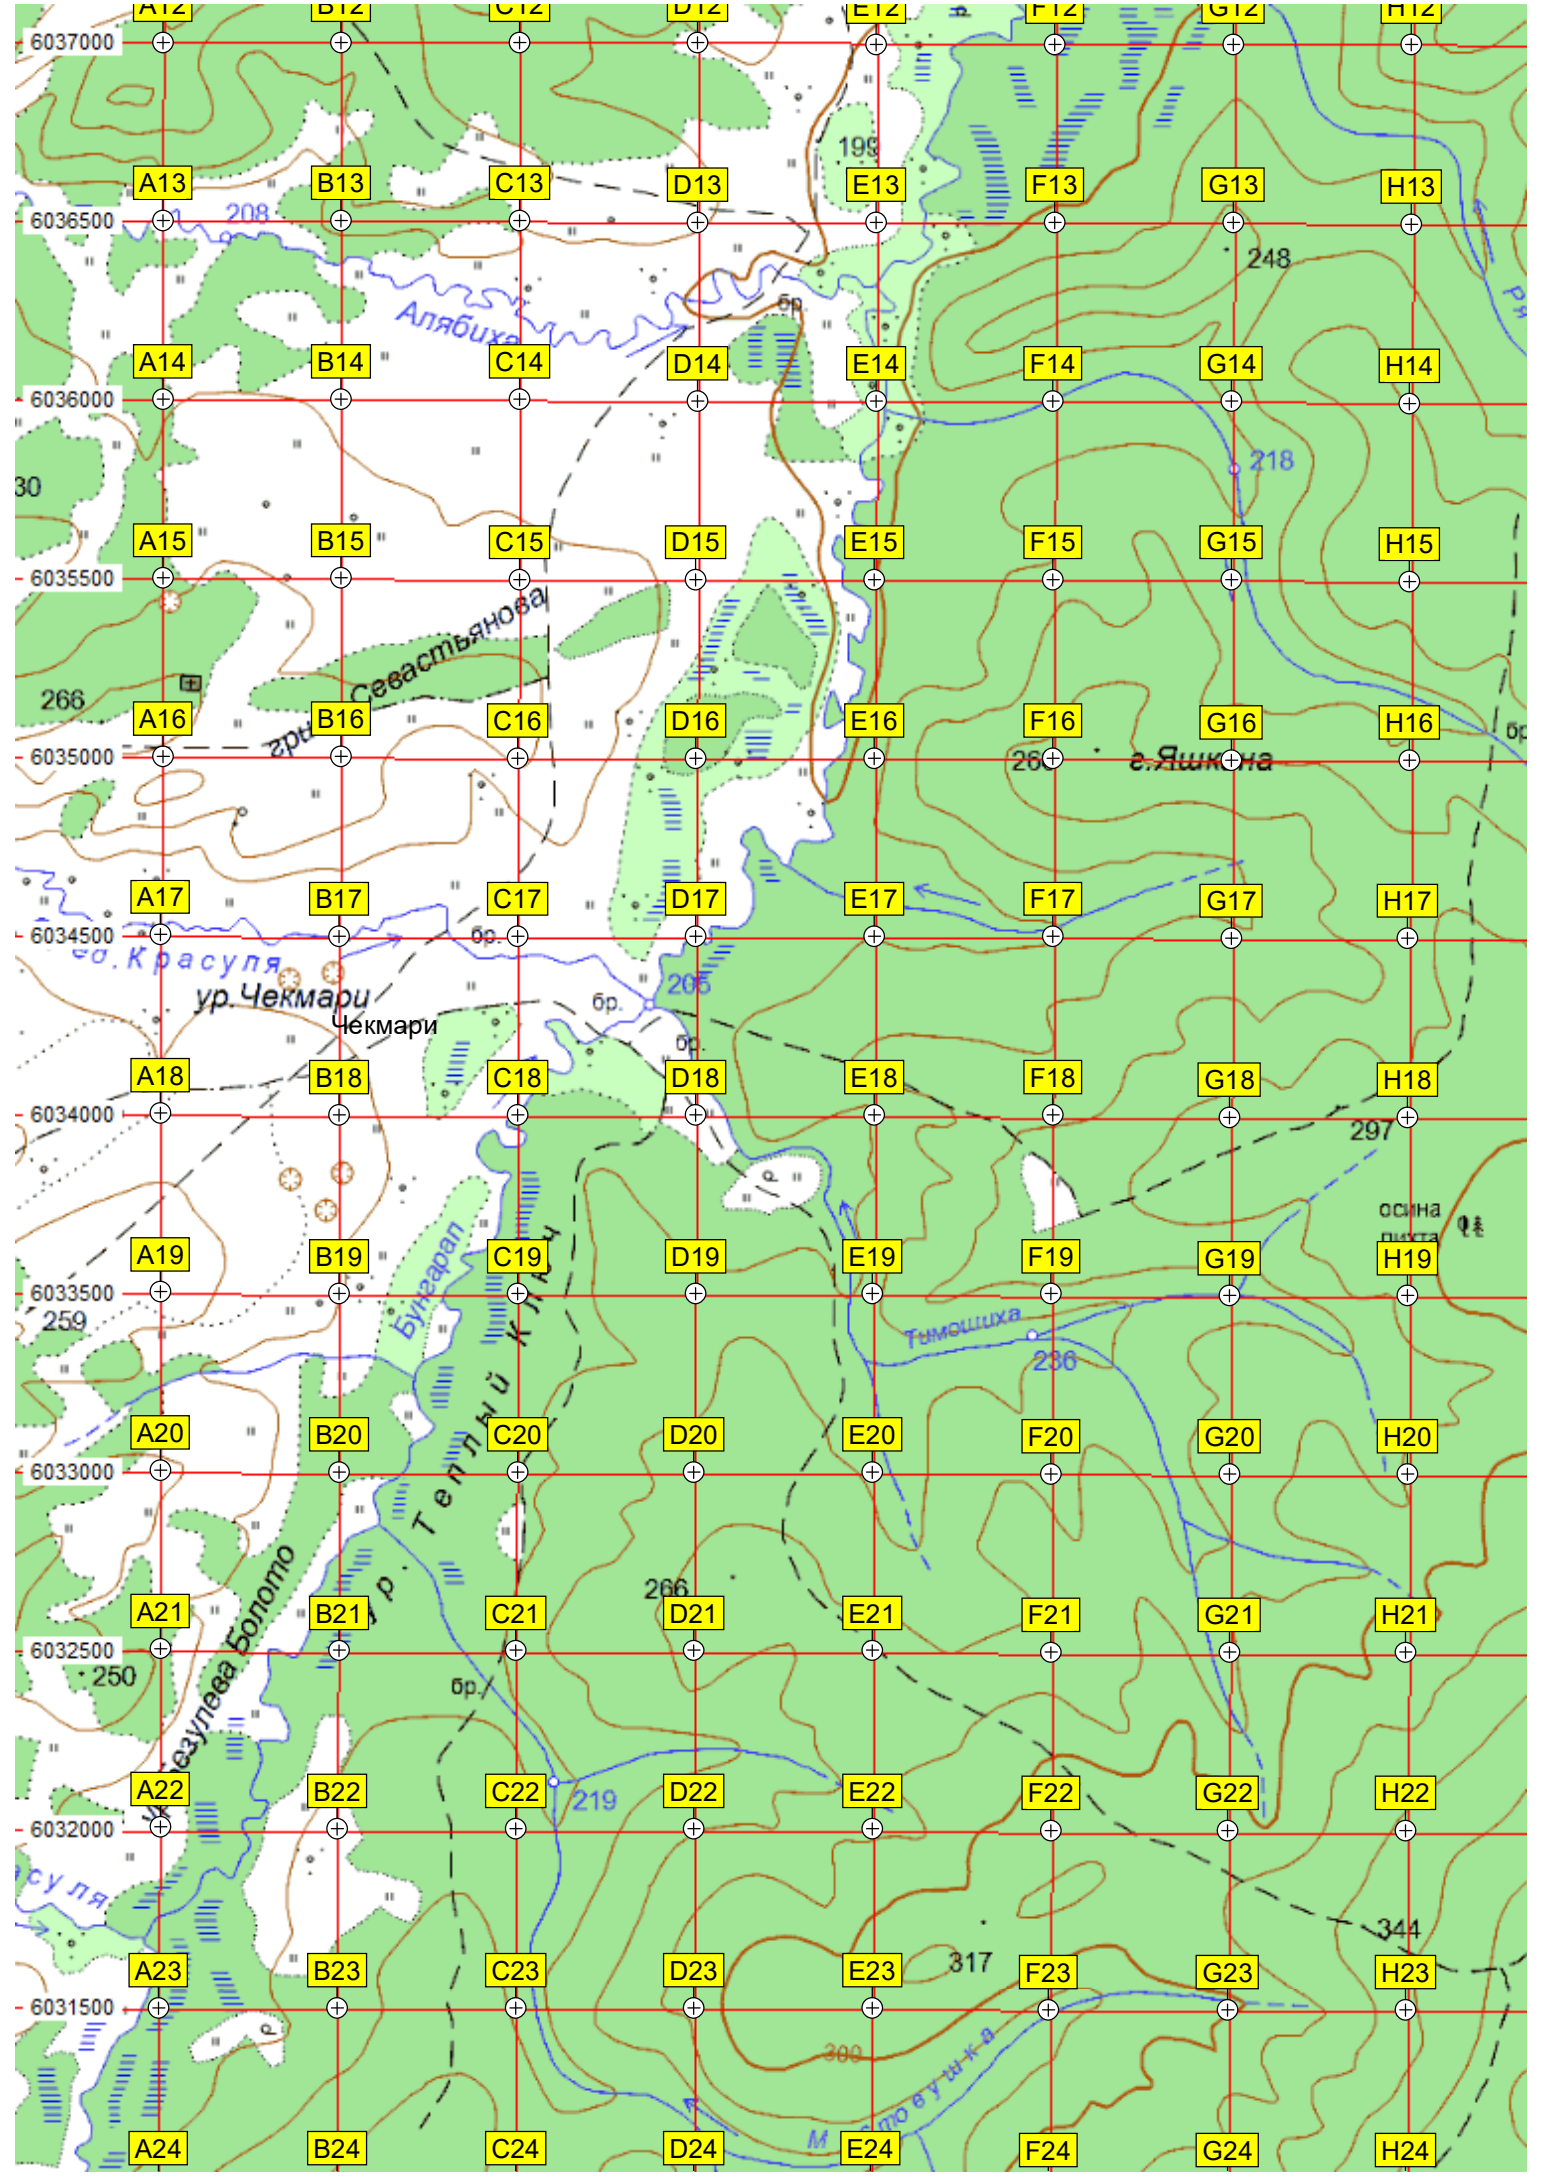 A12 B12 C12 D12 E12 F12 G12 H12
6037000
199
A13 B13 C13 D13 E13 F13 G13 H13
208
6036500
248
Алябиха
бр.
A14 B14 C14 D14 E14 F14 G14 H14
6036000
218
30
A15 B15 C15 D15 E15 F15 G15 H15
6035500
Севастьянова
266
A16 B16 C16 D16 E16 F16 G16 H16
бр
6035000
г.Яшкина
A17 B17 C17 D17 E17 F17 G17 H17
6034500
бр.
Красуля
205
ур.Чекмари
бр.
Чекмари
бр.
A18 B18 C18 D18 E18 F18 G18 H18
6034000
297
р
осина
пихта
A19 B19 C19 D19 E19 F19 G19 H19
6033500
259
Бунгарап
Тимошиха
236
ур. Теплый Ключ
A20 B20 C20 D20 E20 F20 G20 H20
6033000
266
A21 B21 C21 D21 E21 F21 G21 H21
6032500
250
бр.
Болото
A22 B22 C22 D22 E22 F22 G22 H22
219
6032000
асуля
344
317
A23 B23 C23 D23 E23 F23 G23 H23
6031500
р
300
A24 B24 C24 D24 E24 F24 G24 H24